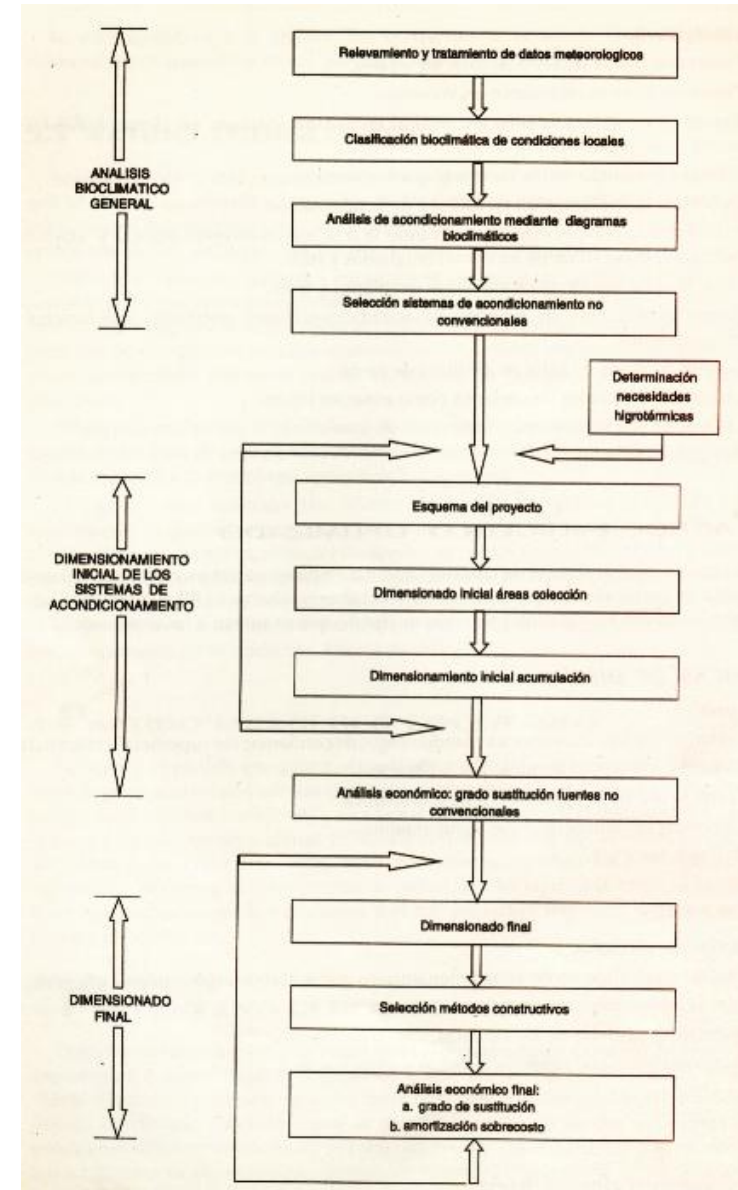 Relevamiento y tratamiento de datos meteorologicos
Clasificación bioclimática de condiciones locales
ANALISIS
BIOCLIMATICO
GENERAL
Análisis de acondicionamiento mediante diagramas
bioclimáticos
Selección sistemas de acondicionamiento no
convencionales
Determinación
necesidades
higrotérmicas
Esquema del proyecto
DIMENSIONAMIENTO
INICIAL DE LOS
SISTEMAS DE
ACONDICIONAMIENTO
Dimensionado inicial áreas colección
Dimensionamiento inicial acumulación
Análisis económico: grado sustitución fuentes no
convencionales
Dimensionado final
DIMENSIONADO
FINAL
Selección métodos constructivos
Análisis económico final:
a. grado de sustitución
b. amortización sobrecosto